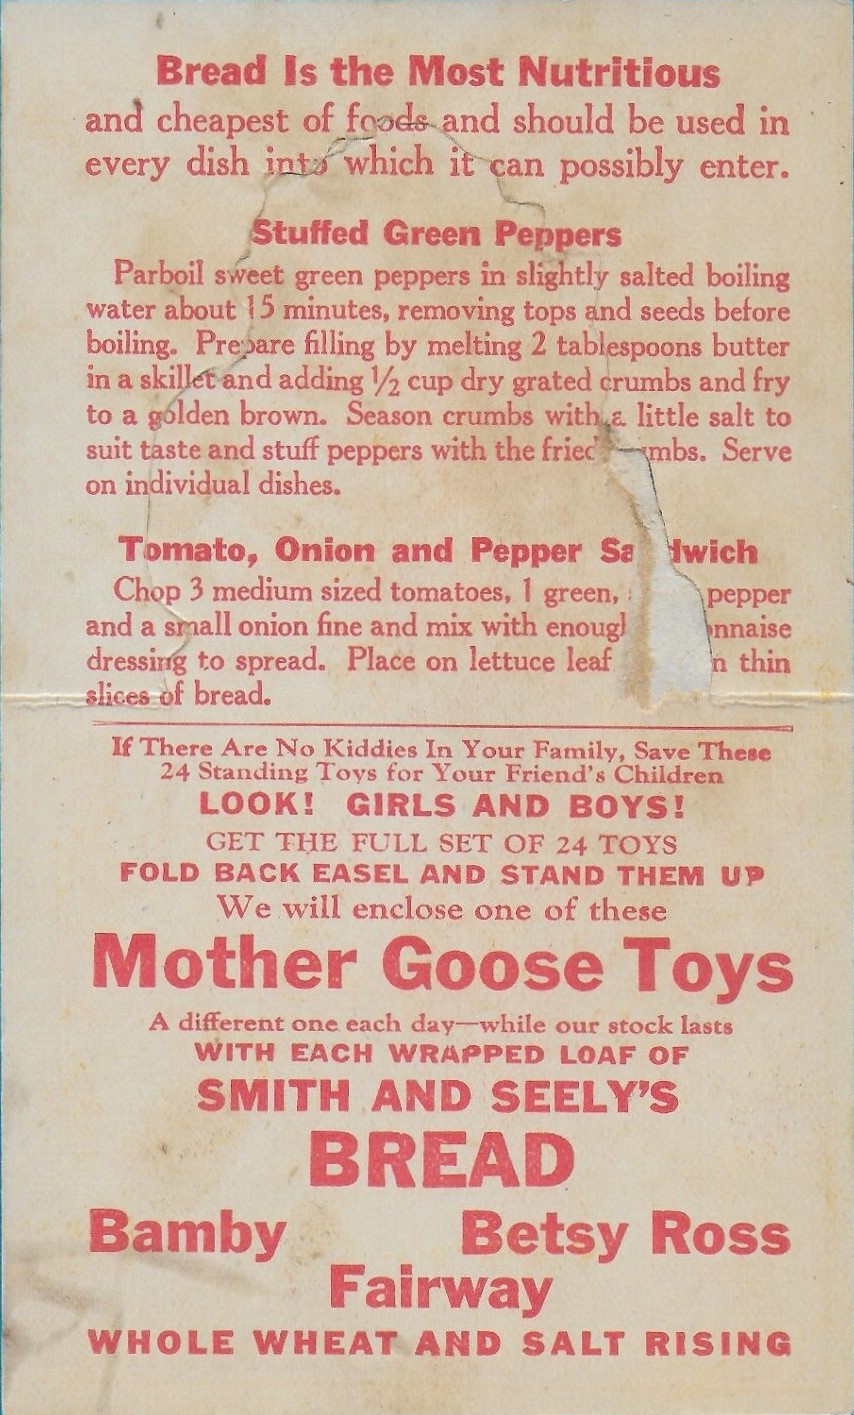 Bread Is the Most Nutritious
and cheapest of foods and should be used in
every dish into which it can possibly enter.
Stuffed Green Peppers
Parboil sweet green peppers in slightly salted boiling
water about 15 minutes, removing tops and seeds before
boiling. Prepare filling by melting 2 tablespoons butter
in a skillet and adding ½ cup dry grated crumbs and fry
to a golden brown. Season crumbs with a little salt to
suit taste and stuff peppers with the fried umbs. Serve
on individual dishes.
Tomato, Onion and Pepper Sa dwich
Chop 3 medium sized tomatoes, 1 green, pepper
and a small onion fine and mix with enoug nnaise
dressing to spread. Place on lettuce leaf n thin
slices of bread.
If There Are No Kiddies In Your Family, Save These
24 Standing Toys for Your Friend's Children
LOOK! GIRLS AND BOYS!
GET THE FULL SET OF 24 TOYS
FOLD BACK EASEL AND STAND THEM UP
We will enclose one of these
Mother Goose Toys
A different one each day—while our stock lasts
WITH EACH WRAPPED LOAF OF
SMITH AND SEELY'S
BREAD
Bamby Betsy Ross
Fairway
WHOLE WHEAT AND SALT RISING